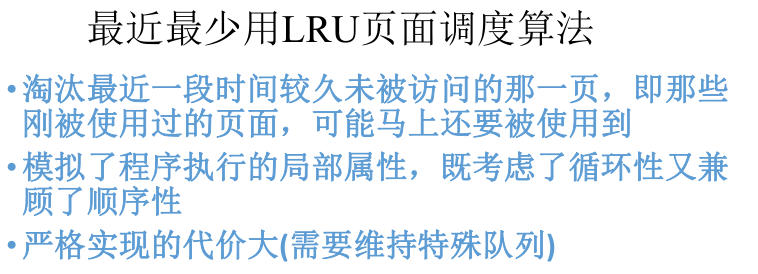 最近最少用LRU页面调度算法
•淘汰最近一段时间较久未被访问的那一页，即那些
刚被使用过的页面，可能马上还要被使用到
•模拟了程序执行的局部属性，既考虑了循环性又兼
顾了顺序性
•严格实现的代价大(需要维持特殊队列)